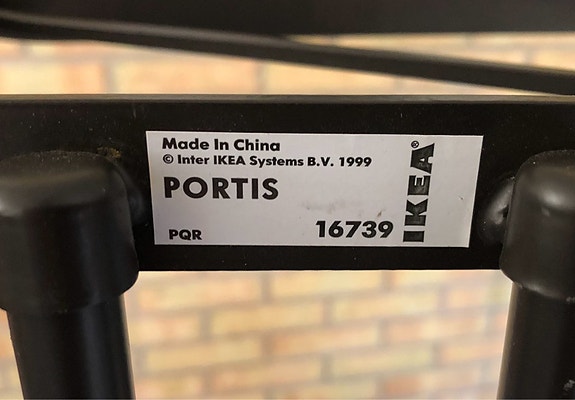 Made In China
© Inter IKEA Systems B.V. 1999
PORTIS
PQR 16739
IKEA®